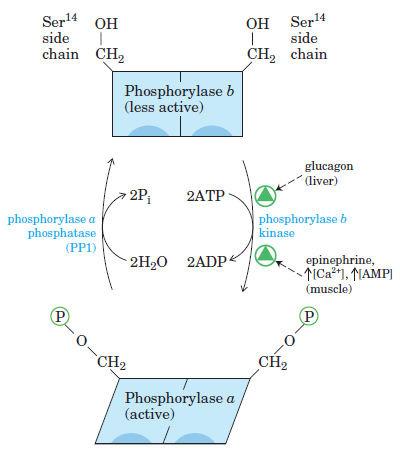 Ser¹⁴
side
chain
OH
CH₂
OH
CH₂
Ser¹⁴
side
chain
Phosphorylase b
(less active)
glucagon
(liver)
2Pᵢ
2ATP
phosphorylase a
phosphatase
(PP1)
phosphorylase b
kinase
2H₂O
2ADP
epinephrine,
↑[Ca²⁺], ↑[AMP]
(muscle)
P
O
CH₂
P
O
CH₂
Phosphorylase a
(active)